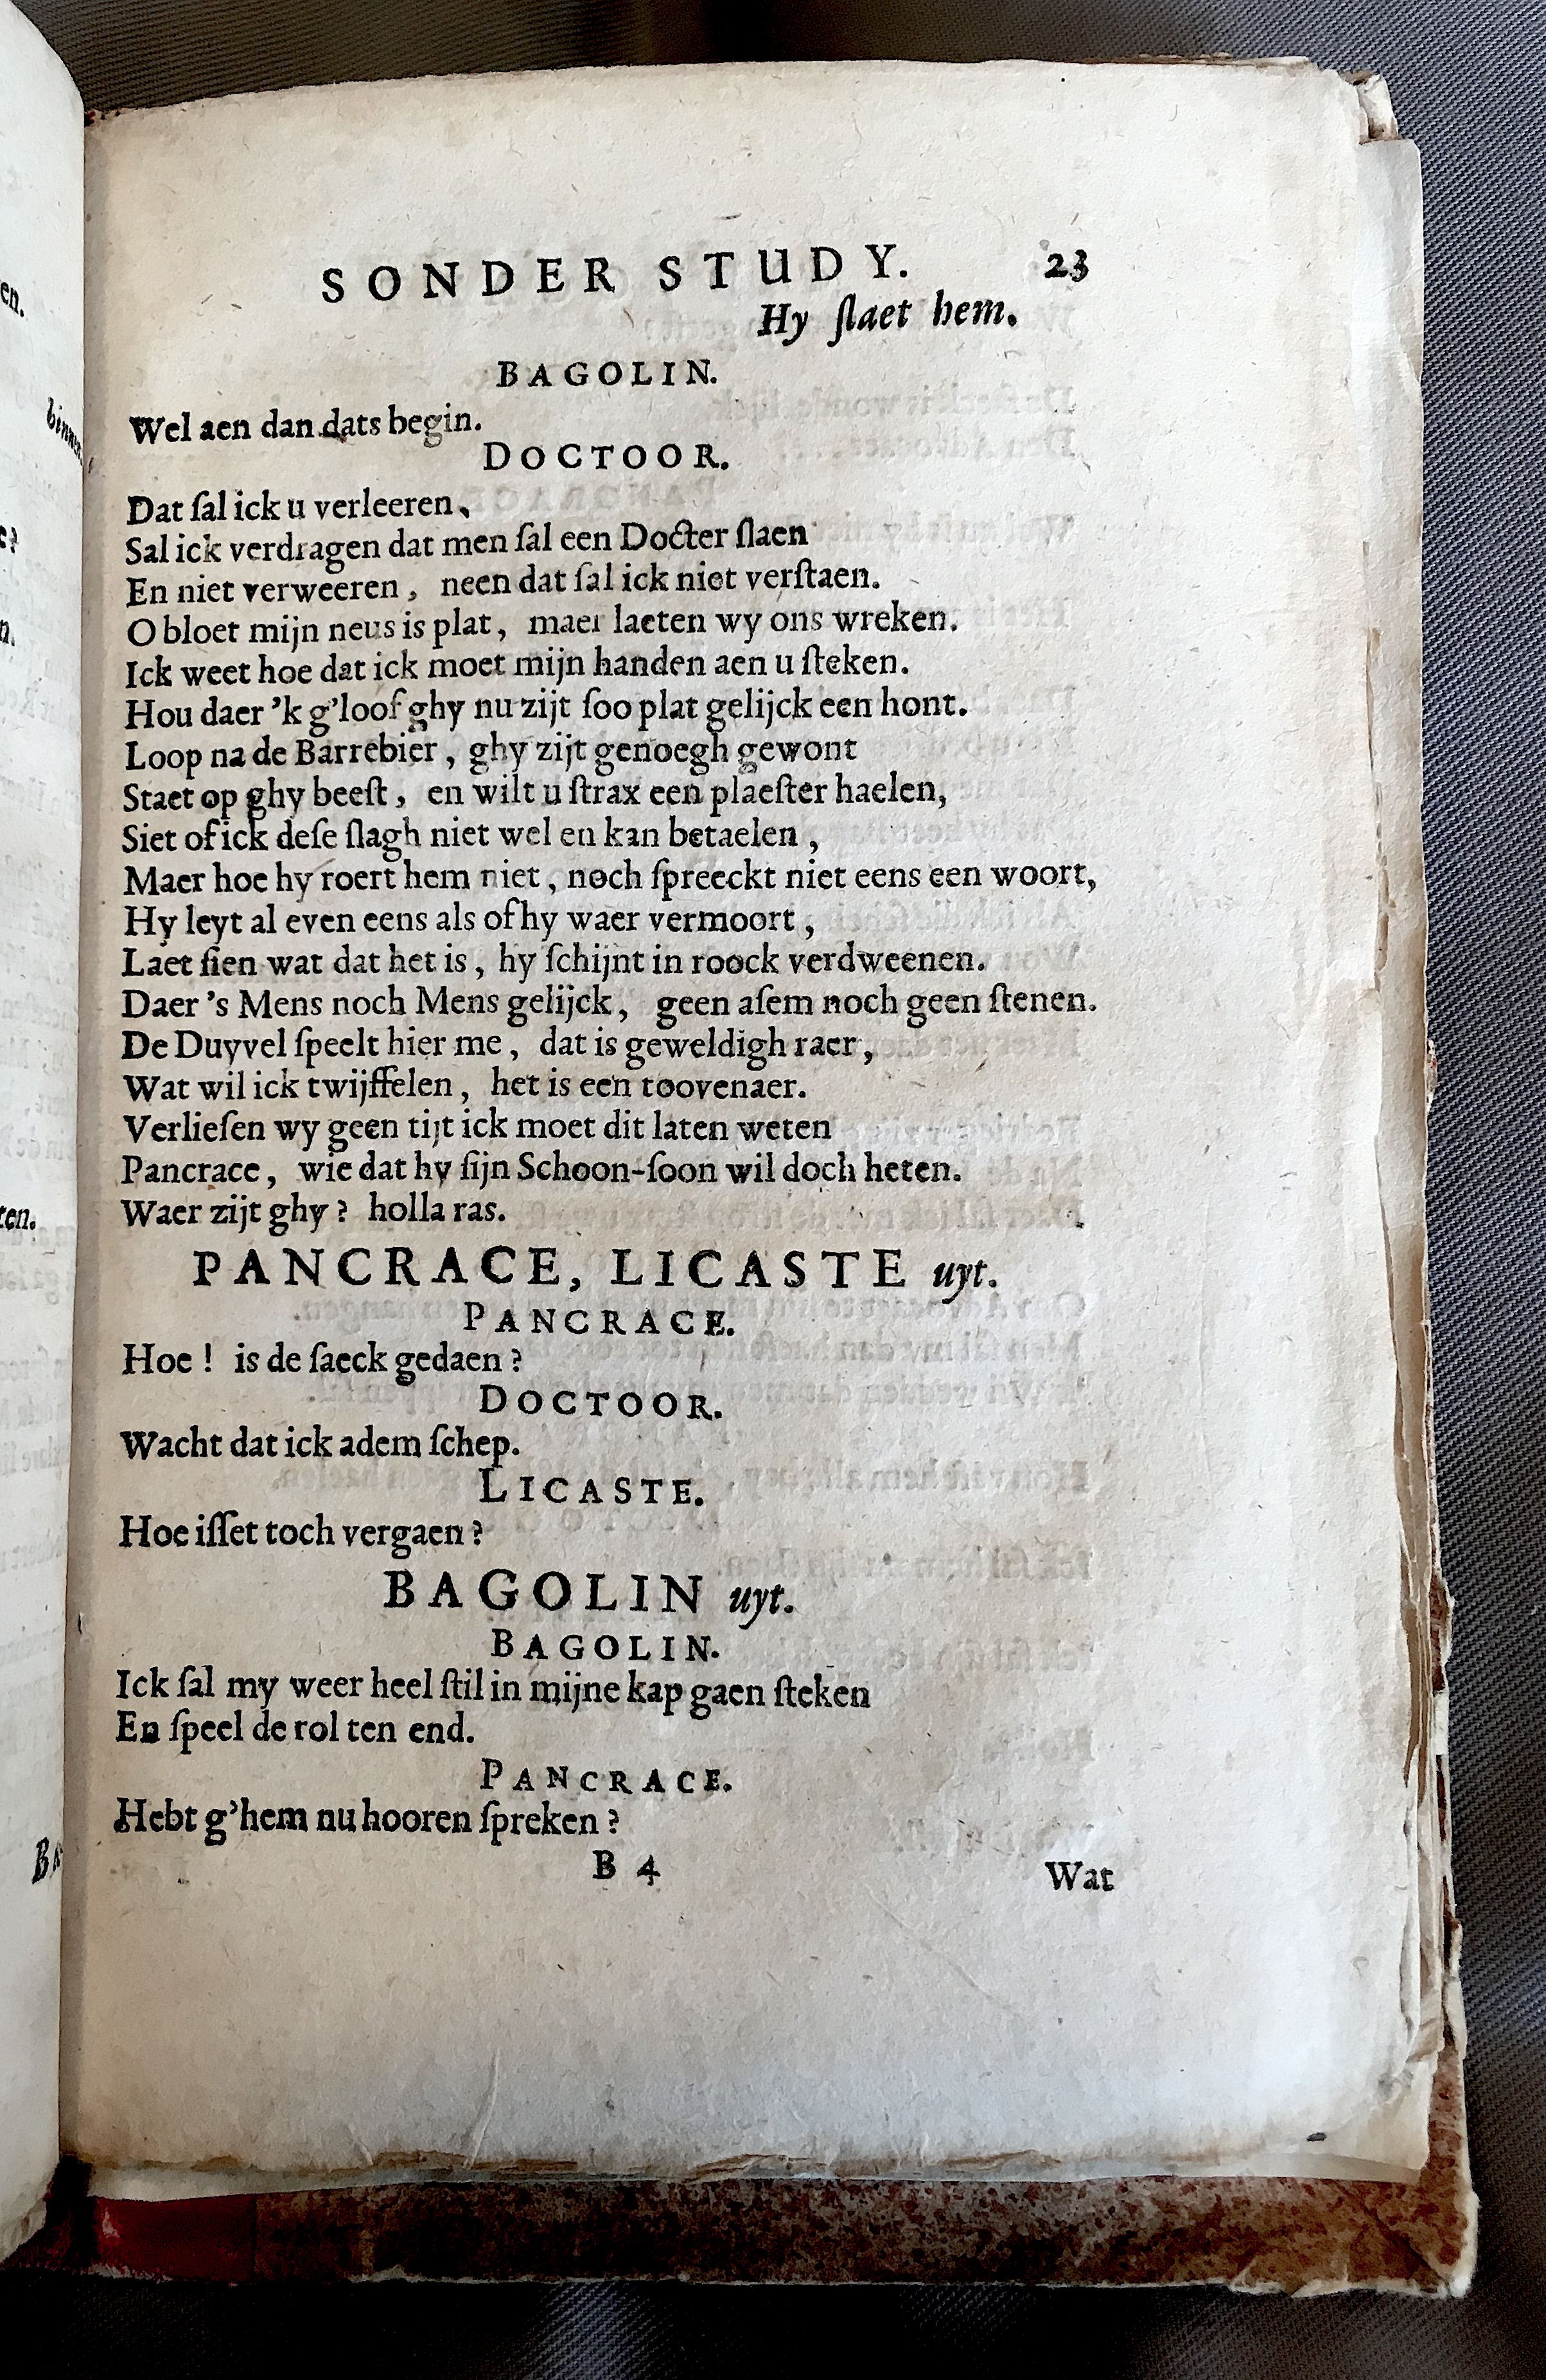 SONDER STUDY. 23
Hy ſlaet hem.
BAGOLIN.
Wel aen dan dats begin.
DOCTOOR.
Dat ſal ick u verleeren,
Sal ick verdragen dat men ſal een Docter ſlaen
En niet verweeren, neen dat ſal ick niet verſtaen.
O bloet mijn neus is plat, maer laeten wy ons wreken.
Ick weet hoe dat ick moet mijn handen aen u ſteken.
Hou daer 'k g'loof ghy nu zijt ſoo plat gelijck een hont.
Loop na de Barrebier, ghy zijt genoegh gewont
Staet op ghy beeſt, en wilt u ſtrax een plaeſter haelen,
Siet of ick deſe ſlagh niet wel en kan betaelen,
Maer hoe hy roert hem niet, noch ſpreeckt niet eens een woort,
Hy leyt al even eens als of hy waer vermoort,
Laet ſien wat dat het is, hy ſchijnt in roock verdweenen.
Daer 's Mens noch Mens gelijck, geen aſem noch geen ſtenen.
De Duyvel ſpeelt hier me, dat is geweldigh raer,
Wat wil ick twijffelen, het is een toovenaer.
Verlieſen wy geen tijt ick moet dit laten weten
Pancrace, wie dat hy ſijn Schoon-ſoon wil doch heten.
Waer zijt ghy? holla ras.
PANCRACE, LICASTE uyt.
PANCRACE.
Hoe! is de ſaeck gedaen?
DOCTOOR.
Wacht dat ick adem ſchep.
LICASTE.
Hoe iſſet toch vergaen?
BAGOLIN uyt.
BAGOLIN.
Ick ſal my weer heel ſtil in mijne kap gaen ſteken
En ſpeel de rol ten end.
PANCRACE.
Hebt g'hem nu hooren ſpreken?
B 4 Wat